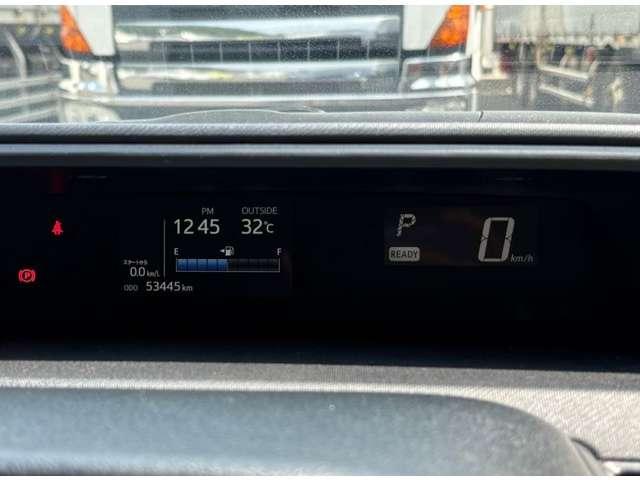 PM OUTSIDE
12 45 32℃
E F
スタートから
0.0 km/L
ODO 53445 km
P
P
READY
0 km/h